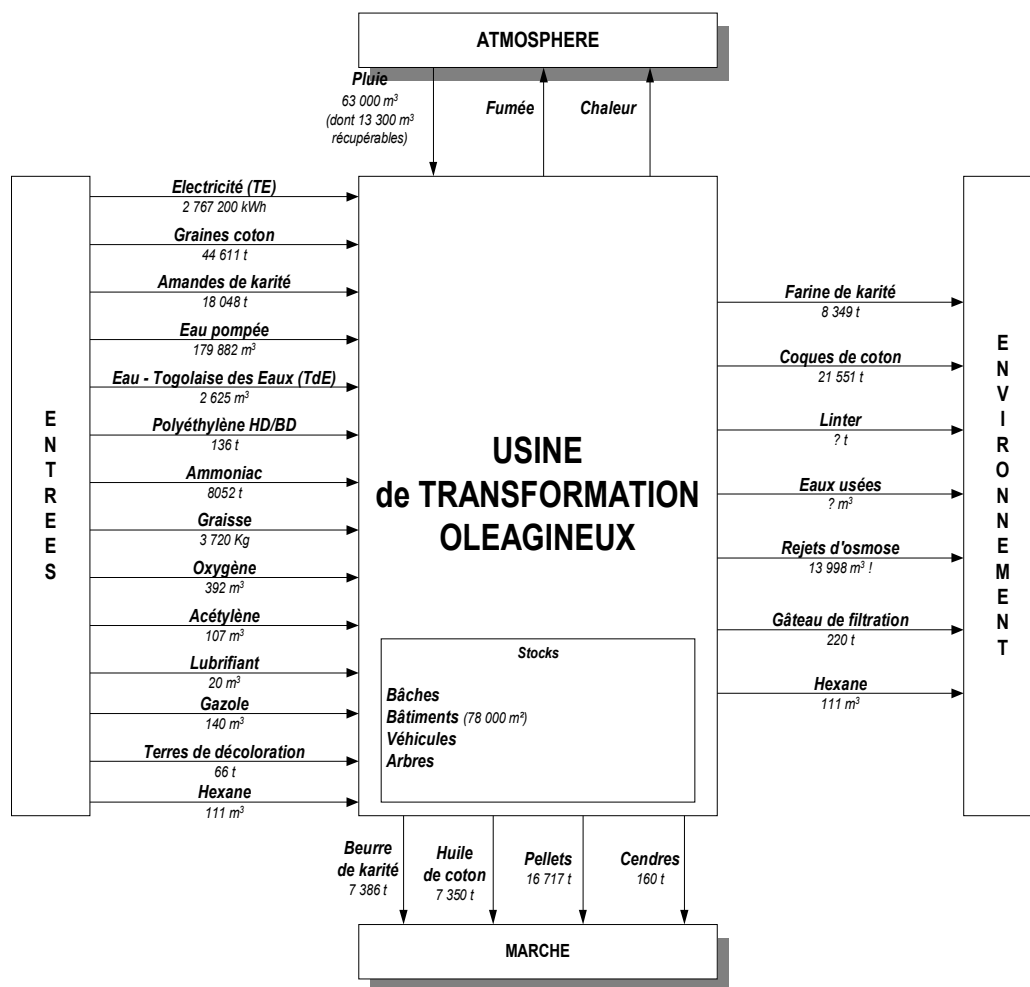 ATMOSPHERE
Pluie
63 000 m³
(dont 13 300 m³
récupérables)
Fumée
Chaleur
ENTREES
Electricité (TE)
2 767 200 kWh
Graines coton
44 611 t
Amandes de karité
18 048 t
Eau pompée
179 882 m³
Eau - Togolaise des Eaux (TdE)
2 625 m³
Polyéthylène HD/BD
136 t
Ammoniac
8052 t
Graisse
3 720 Kg
Oxygène
392 m³
Acétylène
107 m³
Lubrifiant
20 m³
Gazole
140 m³
Terres de décoloration
66 t
Hexane
111 m³
USINE
de TRANSFORMATION
OLEAGINEUX
Stocks
Bâches
Bâtiments (78 000 m²)
Véhicules
Arbres
Farine de karité
8 349 t
Coques de coton
21 551 t
Linter
? t
Eaux usées
? m³
Rejets d'osmose
13 998 m³ !
Gâteau de filtration
220 t
Hexane
111 m³
ENVIRONNEMENT
Beurre
de karité
7 386 t
Huile
de coton
7 350 t
Pellets
16 717 t
Cendres
160 t
MARCHE